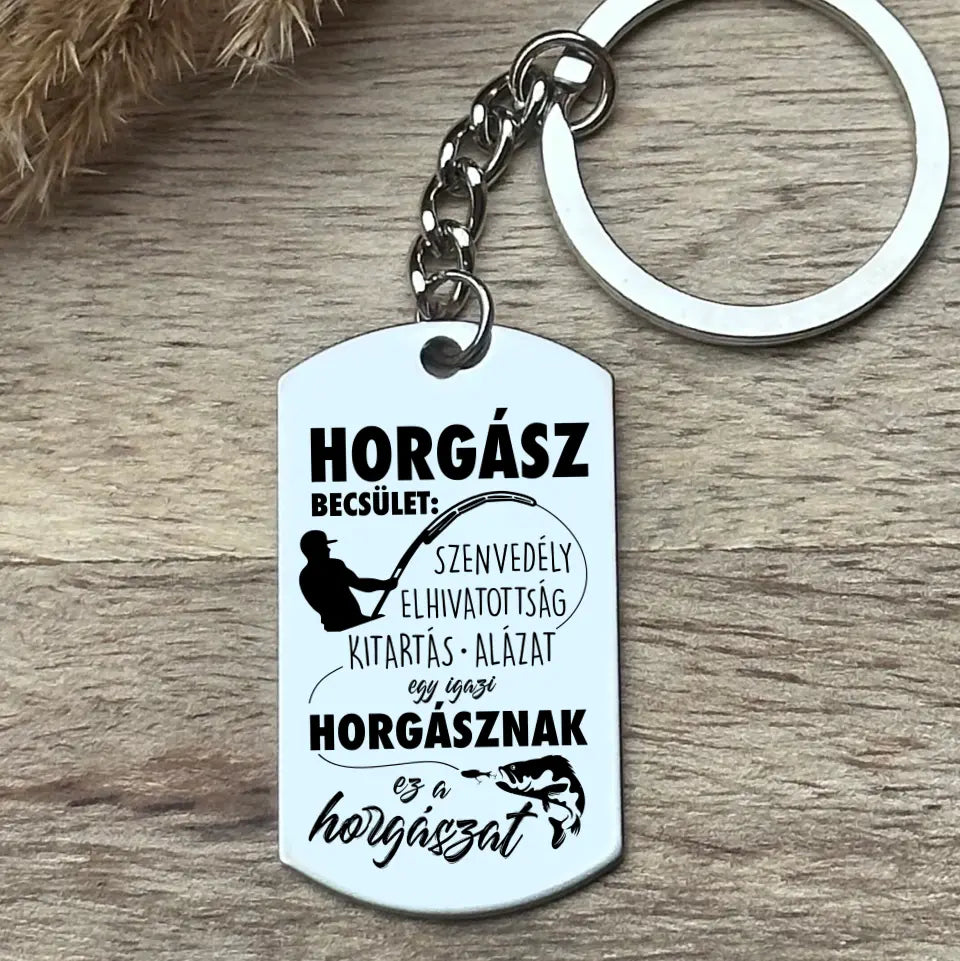 HORGÁSZ
BECSÜLET:
SZENVEDÉLY
ELHIVATOTTSÁG
KITARTÁS • ALÁZAT
egy igazi
HORGÁSZNAK
ez a
horgászat